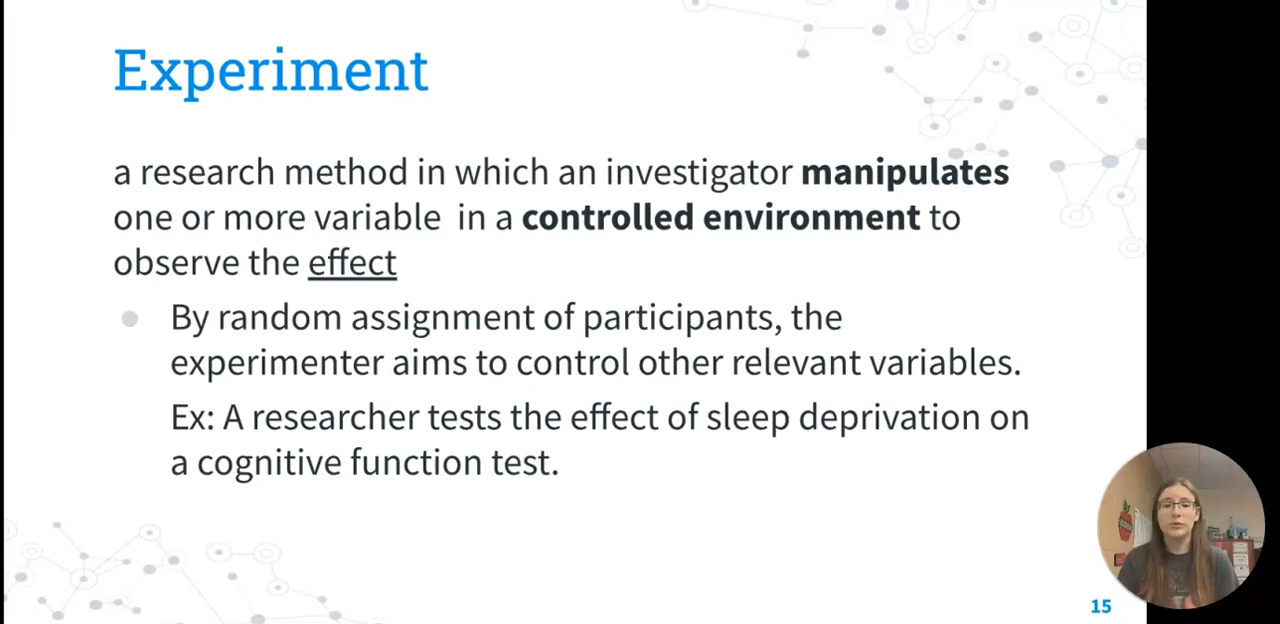 Experiment
a research method in which an investigator manipulates
one or more variable in a controlled environment to
observe the effect
By random assignment of participants, the
experimenter aims to control other relevant variables.
Ex: A researcher tests the effect of sleep deprivation on
a cognitive function test.
15